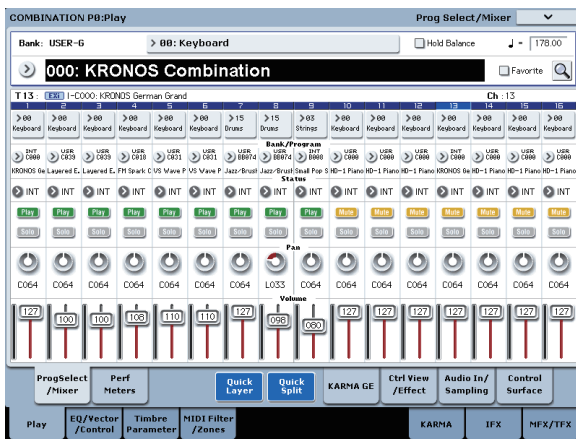 COMBINATION P0:Play Prog Select/Mixer
Bank: USER-G > 00: Keyboard Hold Balance ♩ = 178.00
000: KRONOS Combination Favorite
T13 : EXi I-C000: KRONOS German Grand Ch : 13
1 2 3 4 5 6 7 8 9 10 11 12 13 14 15 16
>00 >00 >00 >00 >00 >00 >15 >15 >03 >00 >00 >00 >00 >00 >00 >00
Keyboard Keyboard Keyboard Keyboard Keyboard Keyboard Drums Drums Strings Keyboard Keyboard Keyboard Keyboard Keyboard Keyboard Keyboard
Bank/Program
INT USR USR USR USR USR USR USR INT USR USR USR INT USR USR USR
C000 C039 C039 C018 C031 C031 BB074 BB074 B008 C000 C000 C000 C000 C000 C000 C000
KRONOS Ge Layered E. Layered E. FM Spark C VS Wave P VS Wave P Jazz/Brush Jazz/Brush Small Pop S HD-1 Piano HD-1 Piano HD-1 Piano KRONOS Ge HD-1 Piano HD-1 Piano HD-1 Piano
Status
INT INT INT INT INT INT INT INT INT INT INT INT INT INT INT INT
Play Play Play Play Play Play Play Play Play Mute Mute Mute Mute Mute Mute Mute
Solo Solo Solo Solo Solo Solo Solo Solo Solo Solo Solo Solo Solo Solo Solo Solo
Pan
C064 C064 C064 C064 C064 C064 C064 L033 C064 C064 C064 C064 C064 C064 C064 C064
Volume
127 100 100 108 110 110 127 098 080 127 127 127 127 127 127 127
ProgSelect /Mixer Perf Meters Quick Layer Quick Split KARMA GE Ctrl View /Effect Audio In/ Sampling Control Surface
Play EQ/Vector /Control Timbre Parameter MIDI Filter /Zones KARMA IFX MFX/TFX